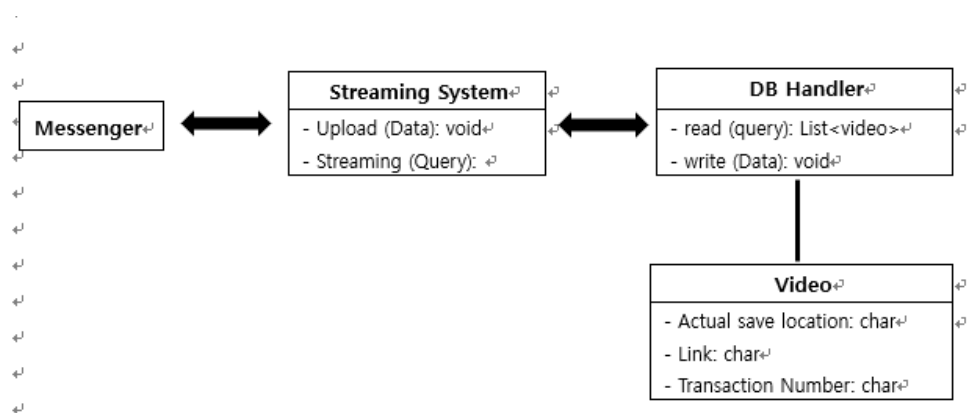 Messenger
Streaming System
- Upload (Data): void
- Streaming (Query):
DB Handler
- read (query): List<video>
- write (Data): void
Video
- Actual save location: char
- Link: char
- Transaction Number: char